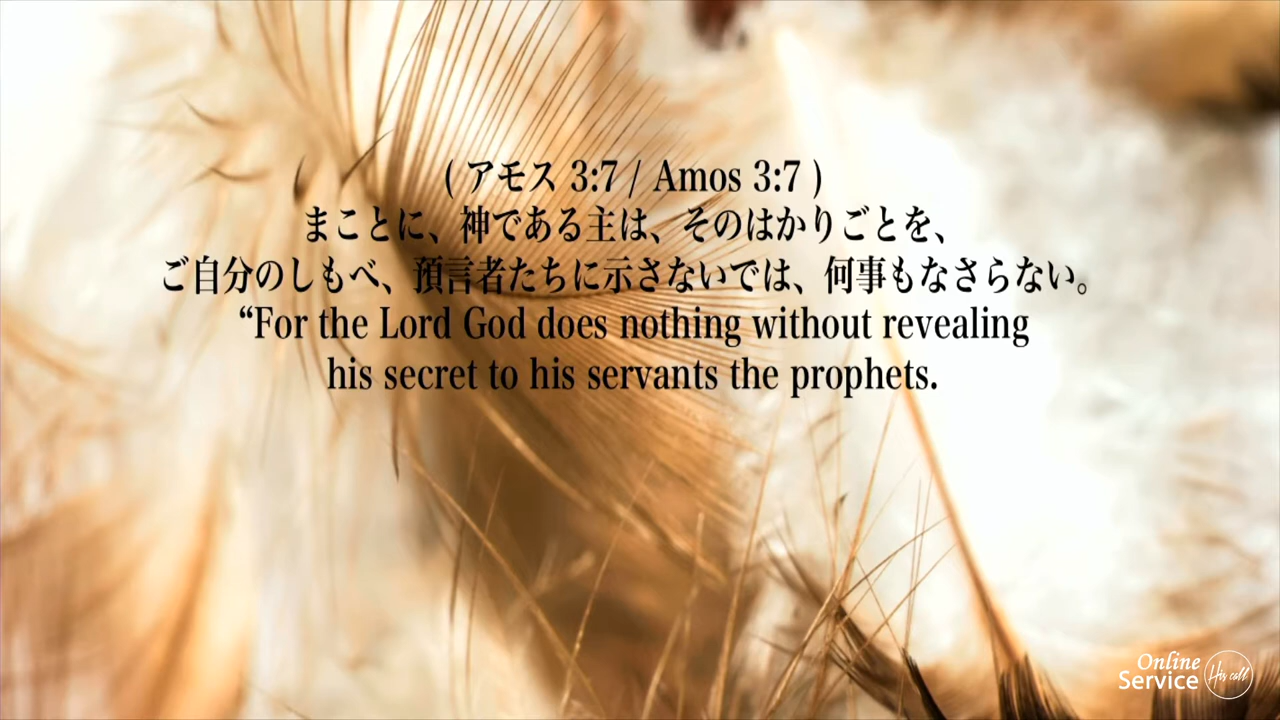 ( アモス 3:7 / Amos 3:7 )
まことに、神である主は、そのはかりごとを、
ご自分のしもべ、預言者たちに示さないでは、何事もなさらない。
“For the Lord God does nothing without revealing
his secret to his servants the prophets.
Online
Service
His call